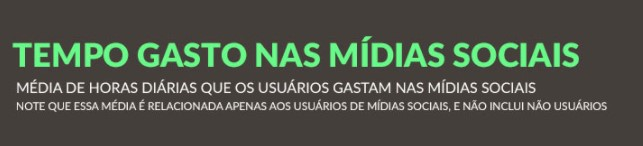 TEMPO GASTO NAS MÍDIAS SOCIAIS
MÉDIA DE HORAS DIÁRIAS QUE OS USUÁRIOS GASTAM NAS MÍDIAS SOCIAIS
NOTE QUE ESSA MÉDIA É RELACIONADA APENAS AOS USUÁRIOS DE MÍDIAS SOCIAIS, E NÃO INCLUI NÃO USUÁRIOS